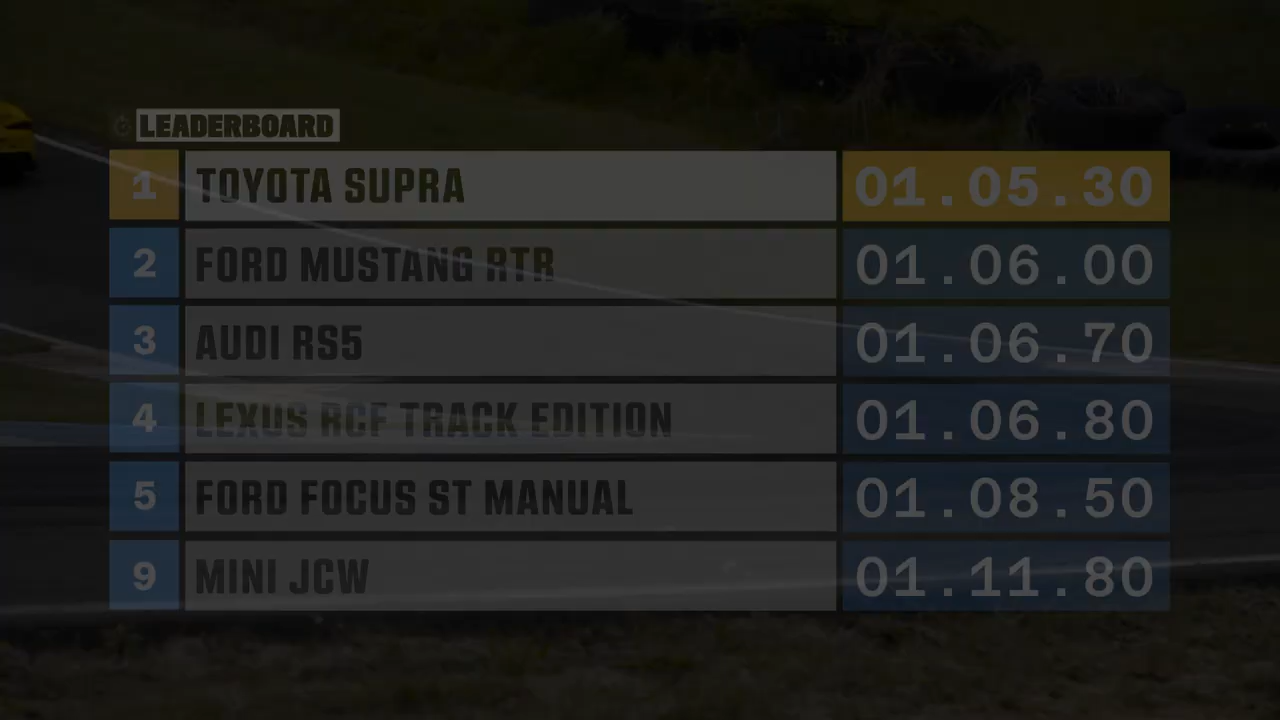 LEADERBOARD
1 TOYOTA SUPRA 01.05.30
2 FORD MUSTANG RTR 01.06.00
3 AUDI RS5 01.06.70
4 LEXUS RCF TRACK EDITION 01.06.80
5 FORD FOCUS ST MANUAL 01.08.50
9 MINI JCW 01.11.80